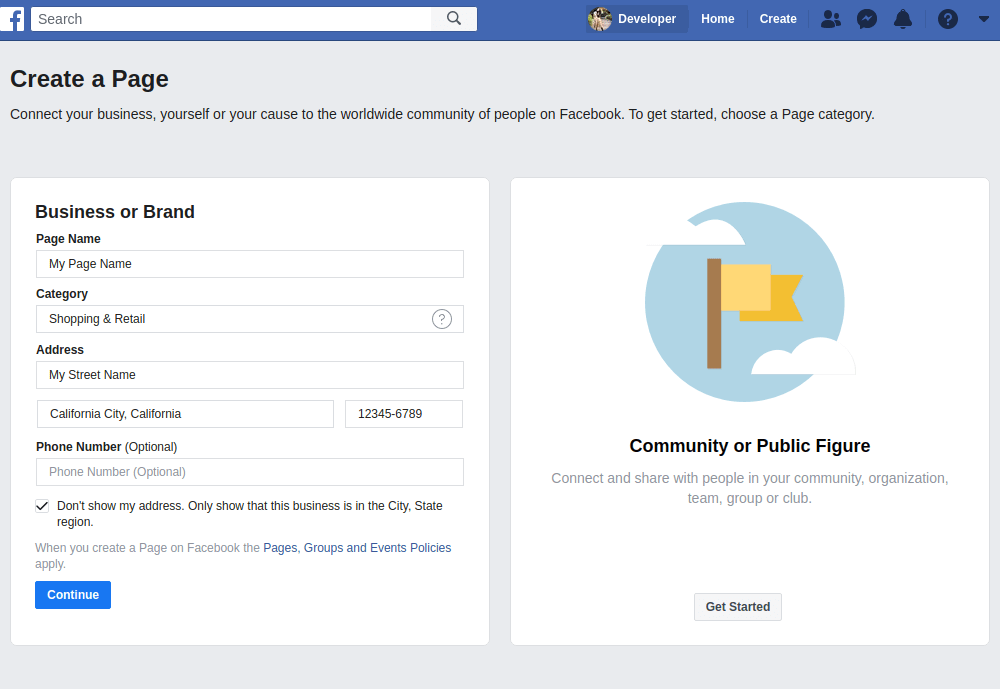 f
Search
Developer
Home
Create
?
Create a Page
Connect your business, yourself or your cause to the worldwide community of people on Facebook. To get started, choose a Page category.
Business or Brand
Page Name
My Page Name
Category
Shopping & Retail
?
Address
My Street Name
California City, California
12345-6789
Phone Number (Optional)
Phone Number (Optional)
Don't show my address. Only show that this business is in the City, State
region.
When you create a Page on Facebook the Pages, Groups and Events Policies
apply.
Continue
Community or Public Figure
Connect and share with people in your community, organization,
team, group or club.
Get Started